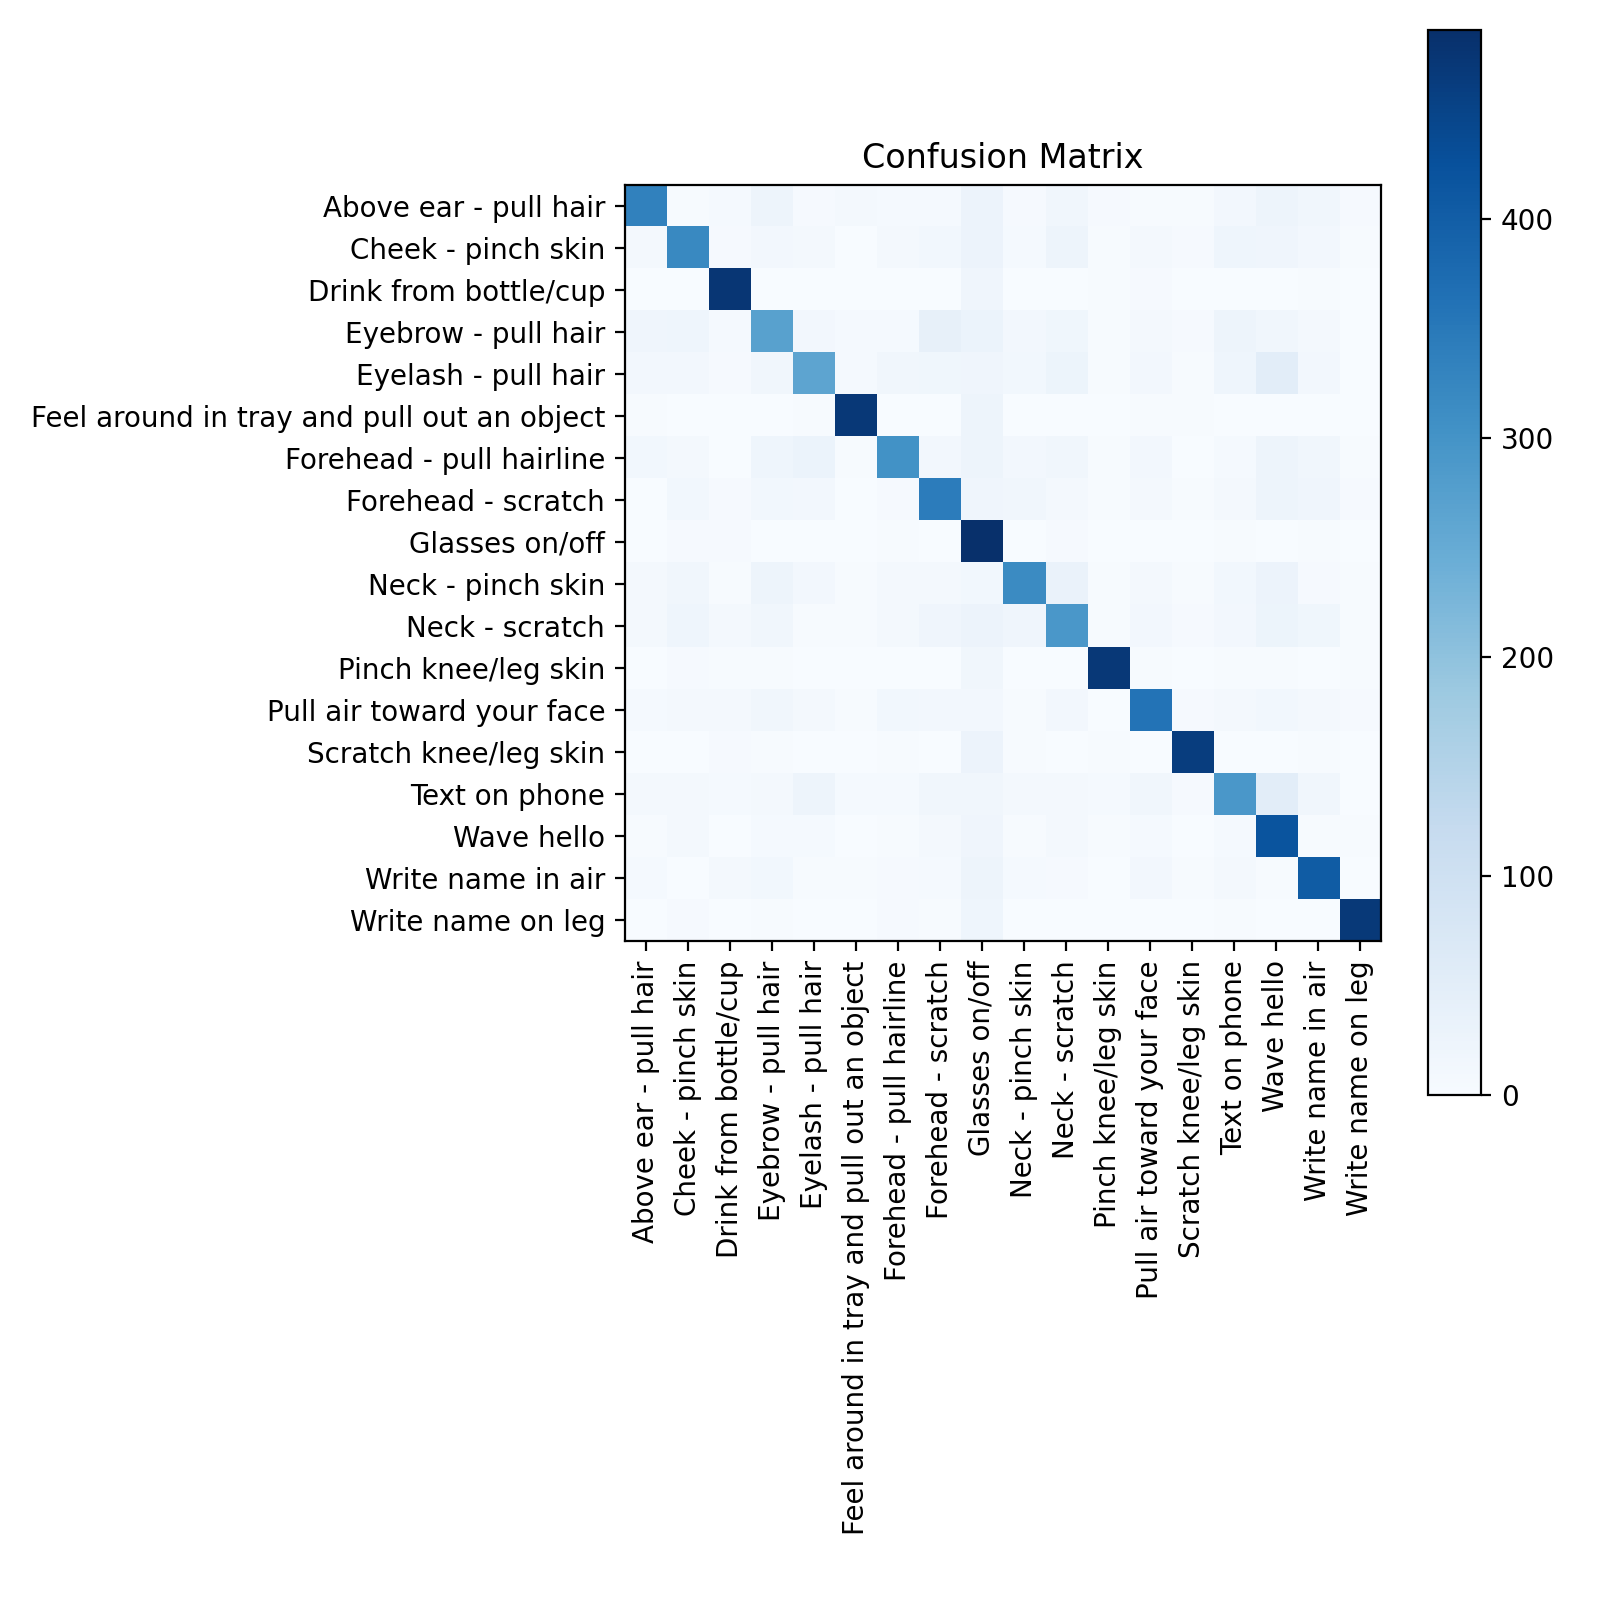 Confusion Matrix
Above ear - pull hair
Cheek - pinch skin
Drink from bottle/cup
Eyebrow - pull hair
Eyelash - pull hair
Feel around in tray and pull out an object
Forehead - pull hairline
Forehead - scratch
Glasses on/off
Neck - pinch skin
Neck - scratch
Pinch knee/leg skin
Pull air toward your face
Scratch knee/leg skin
Text on phone
Wave hello
Write name in air
Write name on leg
Above ear - pull hair
Cheek - pinch skin
Drink from bottle/cup
Eyebrow - pull hair
Eyelash - pull hair
Feel around in tray and pull out an object
Forehead - pull hairline
Forehead - scratch
Glasses on/off
Neck - pinch skin
Neck - scratch
Pinch knee/leg skin
Pull air toward your face
Scratch knee/leg skin
Text on phone
Wave hello
Write name in air
Write name on leg
400
300
200
100
0